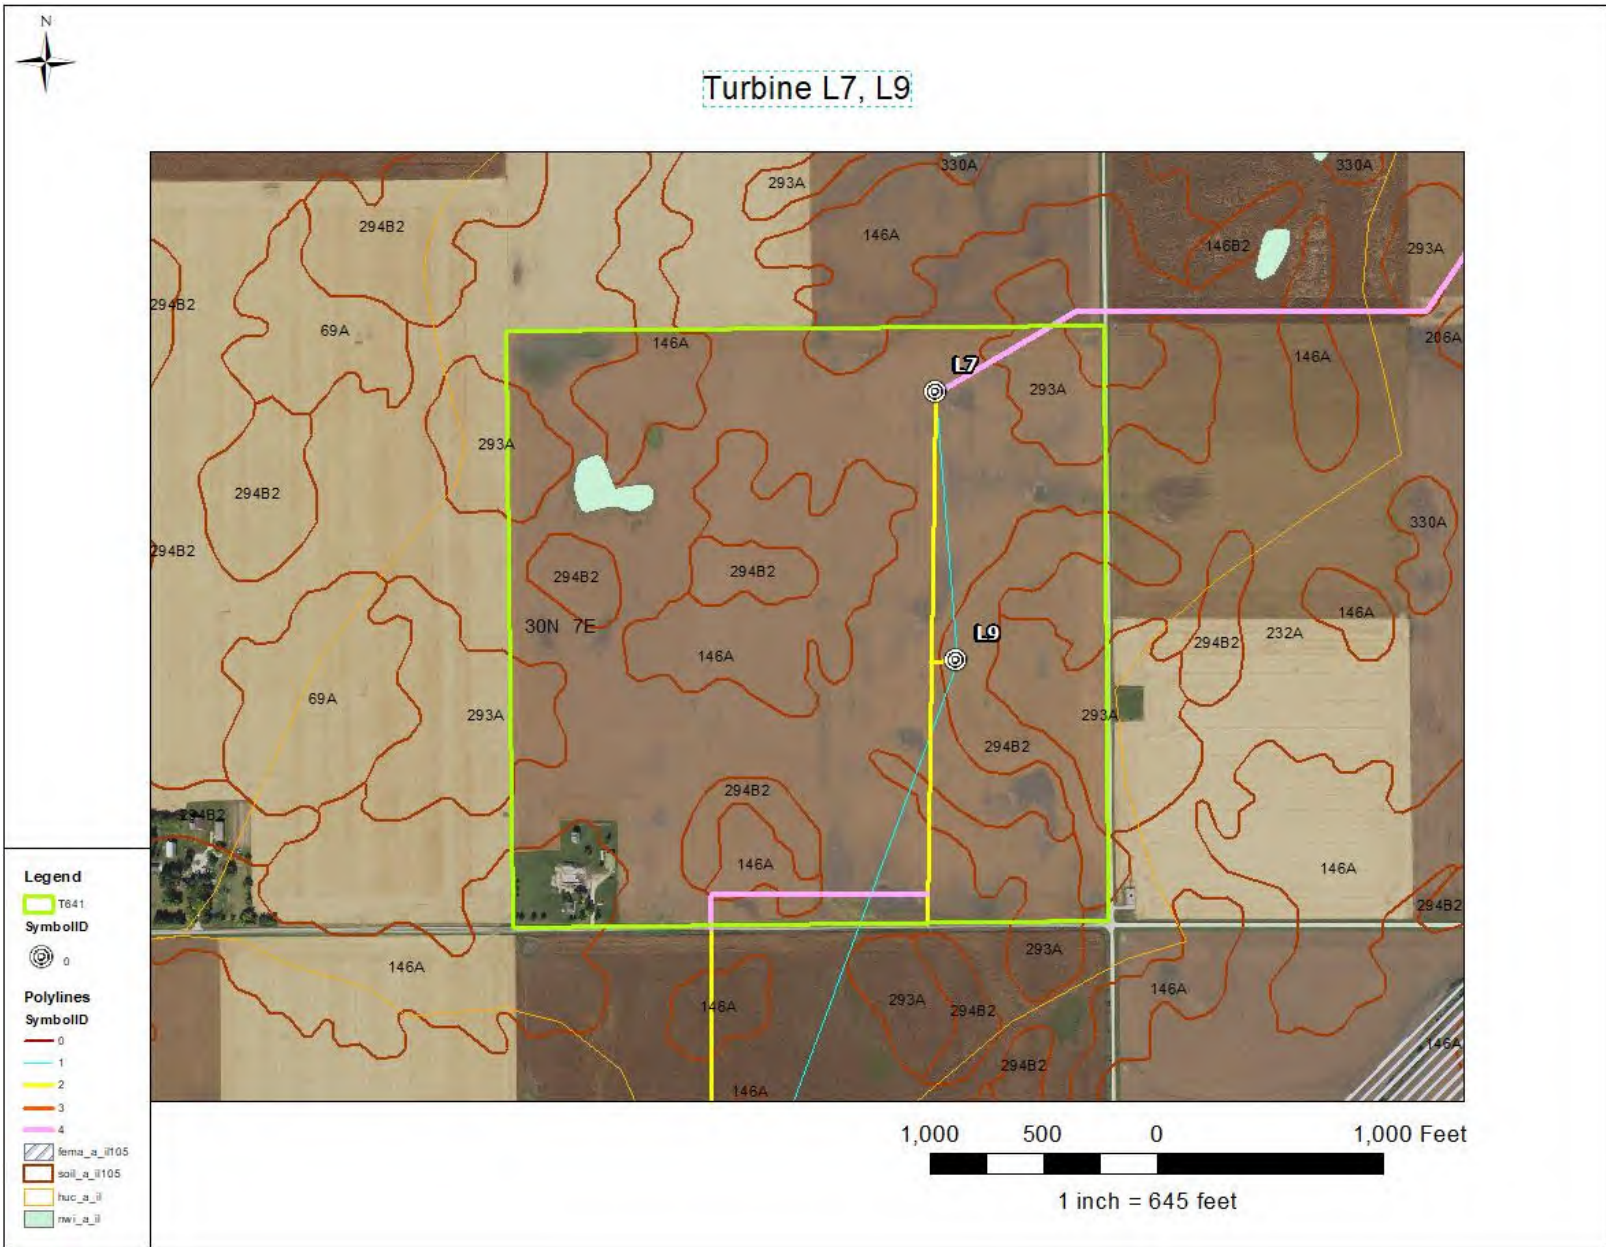 N
Turbine L7, L9
330A
330A
293A
294B2
146A
146B2
293A
294B2
69A
146A
146A
206A
L7
293A
293A
294B2
330A
294B2
294B2
294B2
146A
30N 7E
L9
232A
294B2
146A
69A
293A
293A
294B2
294B2
294B2
146A
146A
294B2
146A
293A
146A
293A
294B2
146A
146A
294B2
146A
146A
Legend
T641
SymbolID
0
Polylines
SymbolID
0
1
2
3
4
fema_a_il105
soil_a_il105
huc_a_il
nwi_a_il
1,000 500 0 1,000 Feet
1 inch = 645 feet